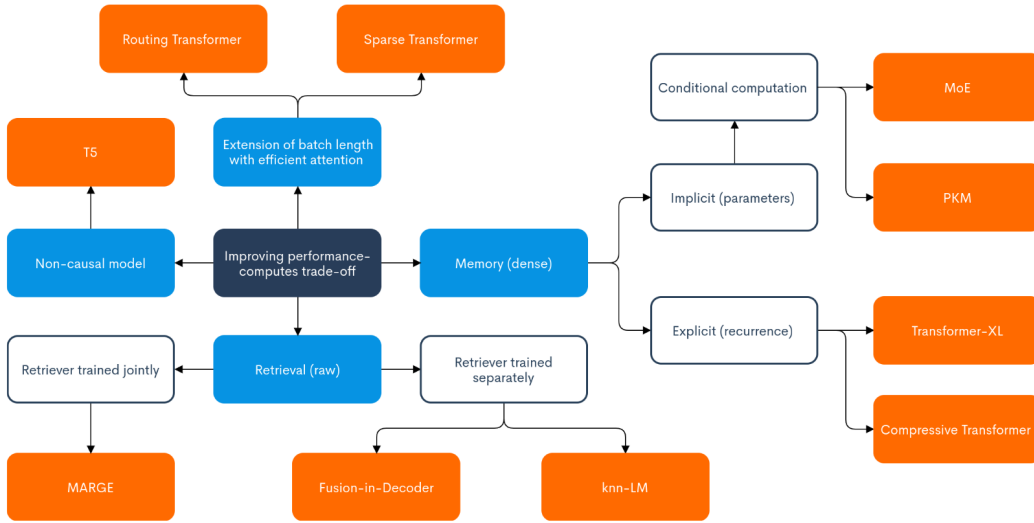 Routing Transformer
Sparse Transformer
Conditional computation
MoE
Extension of batch length
with efficient attention
T5
Implicit (parameters)
PKM
Non-causal model
Improving performance-
computes trade-off
Memory (dense)
Explicit (recurrence)
Transformer-XL
Retriever trained jointly
Retrieval (raw)
Retriever trained
separately
Compressive Transformer
MARGE
Fusion-in-Decoder
knn-LM